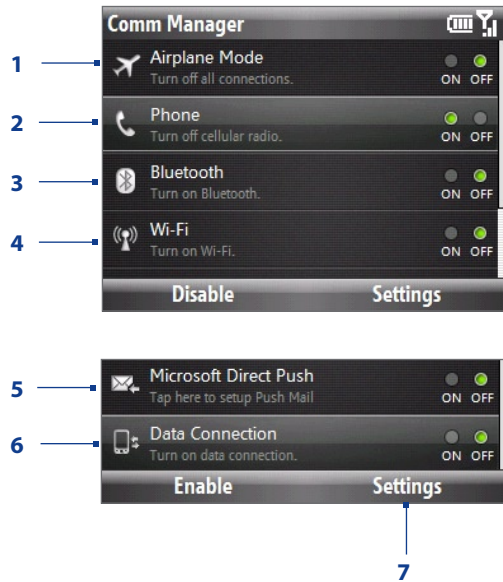 Comm Manager
1 Airplane Mode
Turn off all connections.
ON OFF
2 Phone
Turn off cellular radio.
ON OFF
3 Bluetooth
Turn on Bluetooth.
ON OFF
4 Wi-Fi
Turn on Wi-Fi.
ON OFF
Disable Settings
5 Microsoft Direct Push
Tap here to setup Push Mail
ON OFF
6 Data Connection
Turn on data connection.
ON OFF
Enable Settings
7